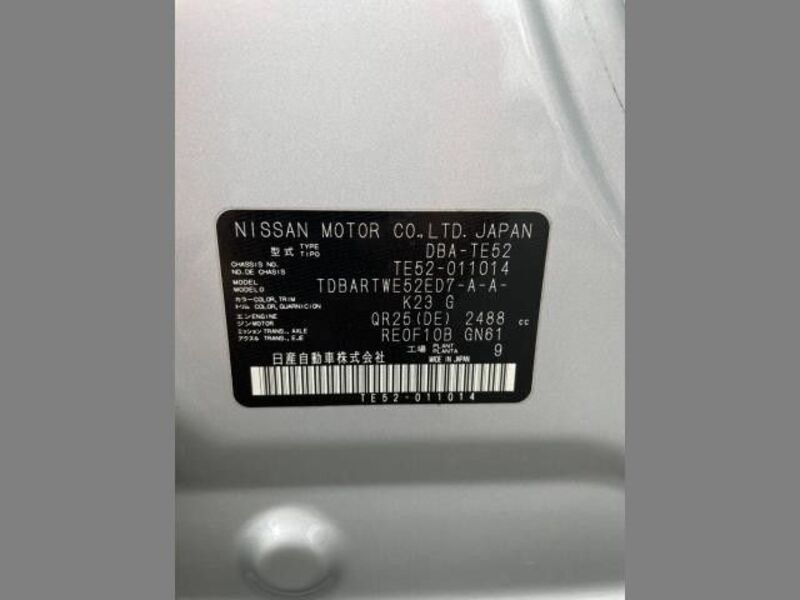 NISSAN MOTOR CO.,LTD. JAPAN
型式 TYPE TIPO DBA-TE52
CHASSIS NO. NO. DE CHASIS TE52-011014
MODEL MODELO TDBARTWE52ED7-A-A-
カラー COLOR, TRIM トリム COLOR, GUARNICION K23 G
エンジン ENGINE MOTOR QR25(DE) 2488 cc
ミッション TRANS., AXLE アクスル TRANS., EJE RE0F10B GN61
工場 PLANT PLANTA 9
日産自動車株式会社 MADE IN JAPAN
TE52-011014